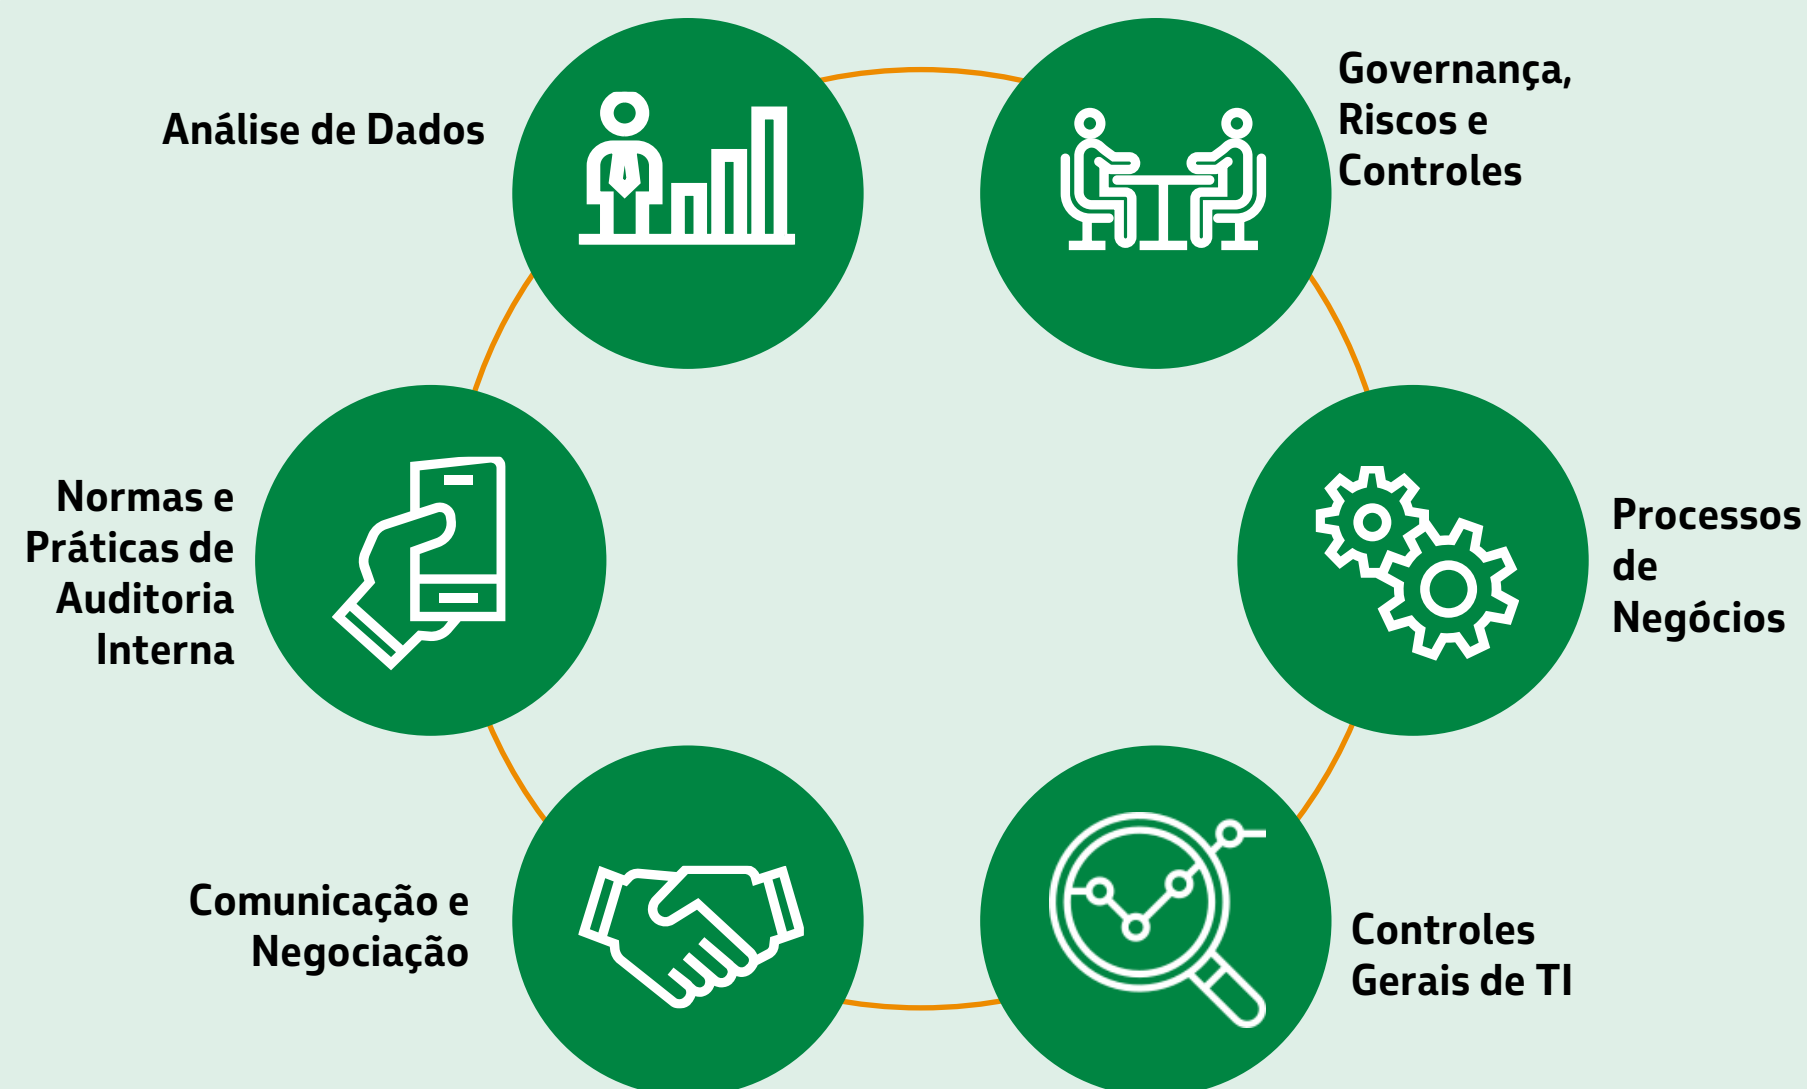 Análise de Dados
Governança,
Riscos e
Controles
Normas e
Práticas de
Auditoria
Interna
Processos
de
Negócios
Comunicação e
Negociação
Controles
Gerais de TI